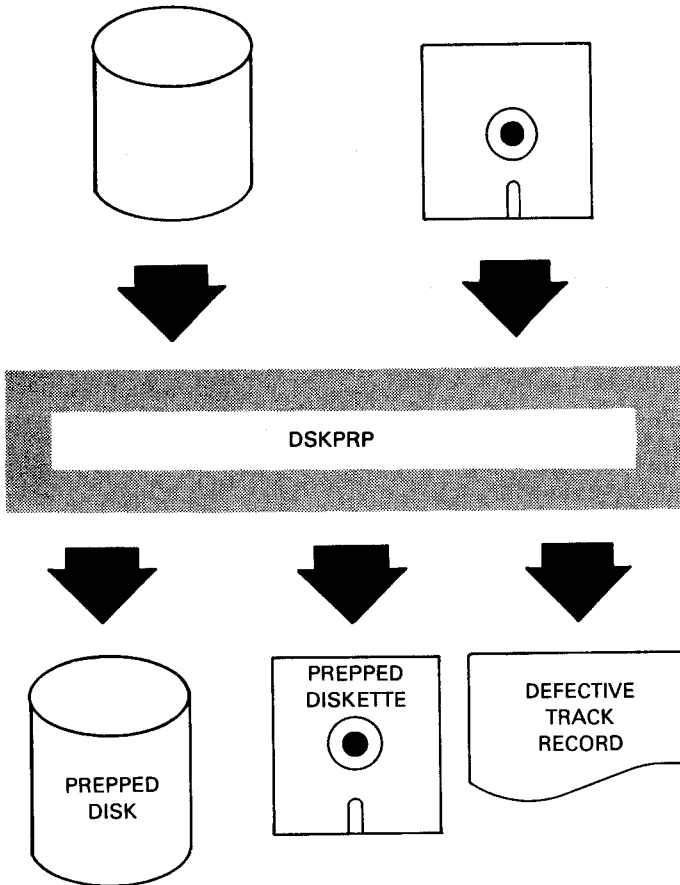 DSKPRP
PREPPED
DISK
PREPPED
DISKETTE
DEFECTIVE
TRACK
RECORD